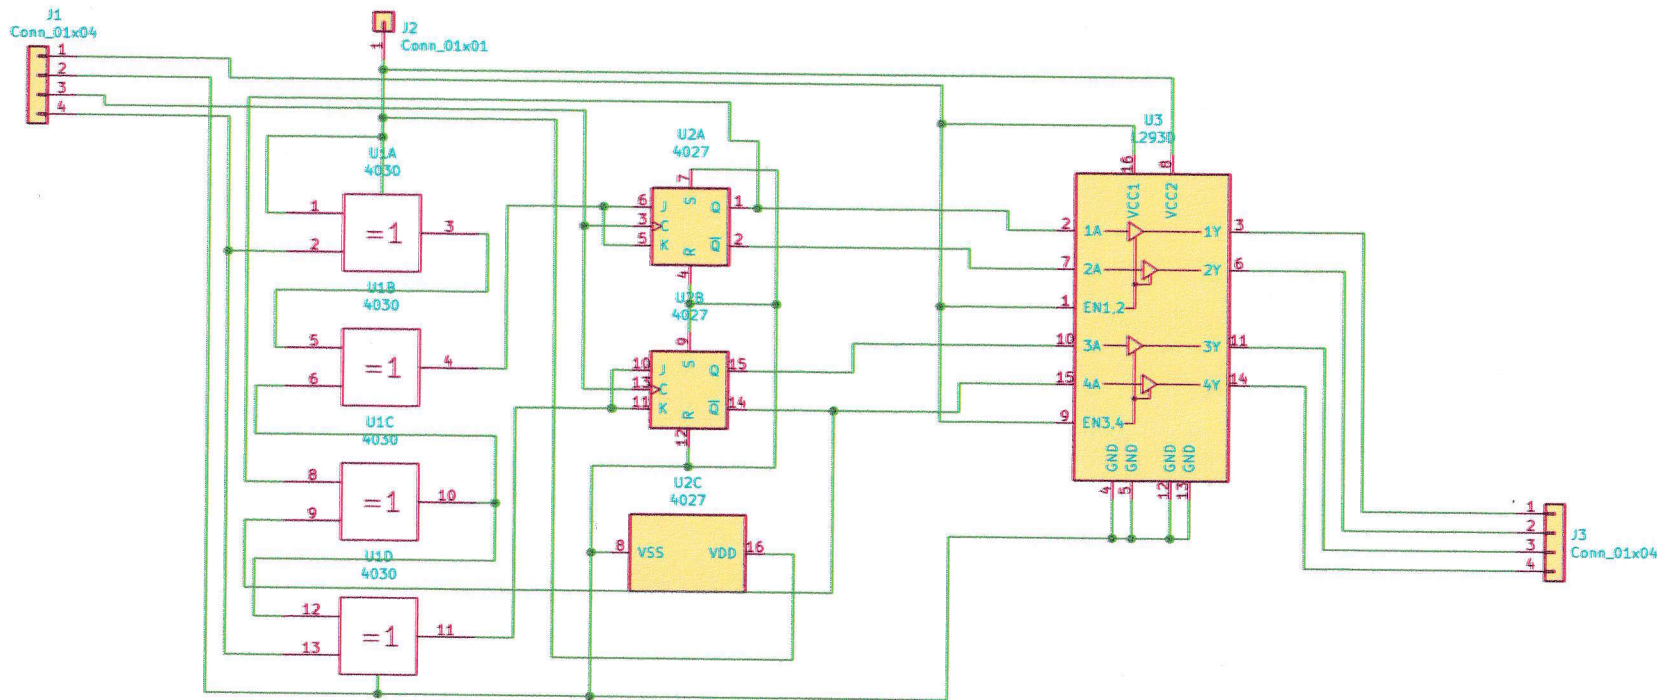 J1
Conn_01x04
1
2
3
4
J2
Conn_01x01
1
U1A
4030
1
2
=1
3
U1B
4030
5
6
=1
4
U1C
4030
8
9
=1
10
U1D
4030
12
13
=1
11
U2A
4027
7
6
3
5
J
C
K
S
R
Q
Q
1
2
4
U2B
4027
9
10
13
11
J
C
K
S
R
Q
Q
15
14
12
U2C
4027
8
VSS
VDD
16
U3
L293D
16
8
VCC1
VCC2
2
1A
1Y
3
7
2A
2Y
6
1
EN1,2
10
3A
3Y
11
15
4A
4Y
14
9
EN3,4
GND
GND
GND
GND
4
5
12
13
1
2
3
4
J3
Conn_01x04